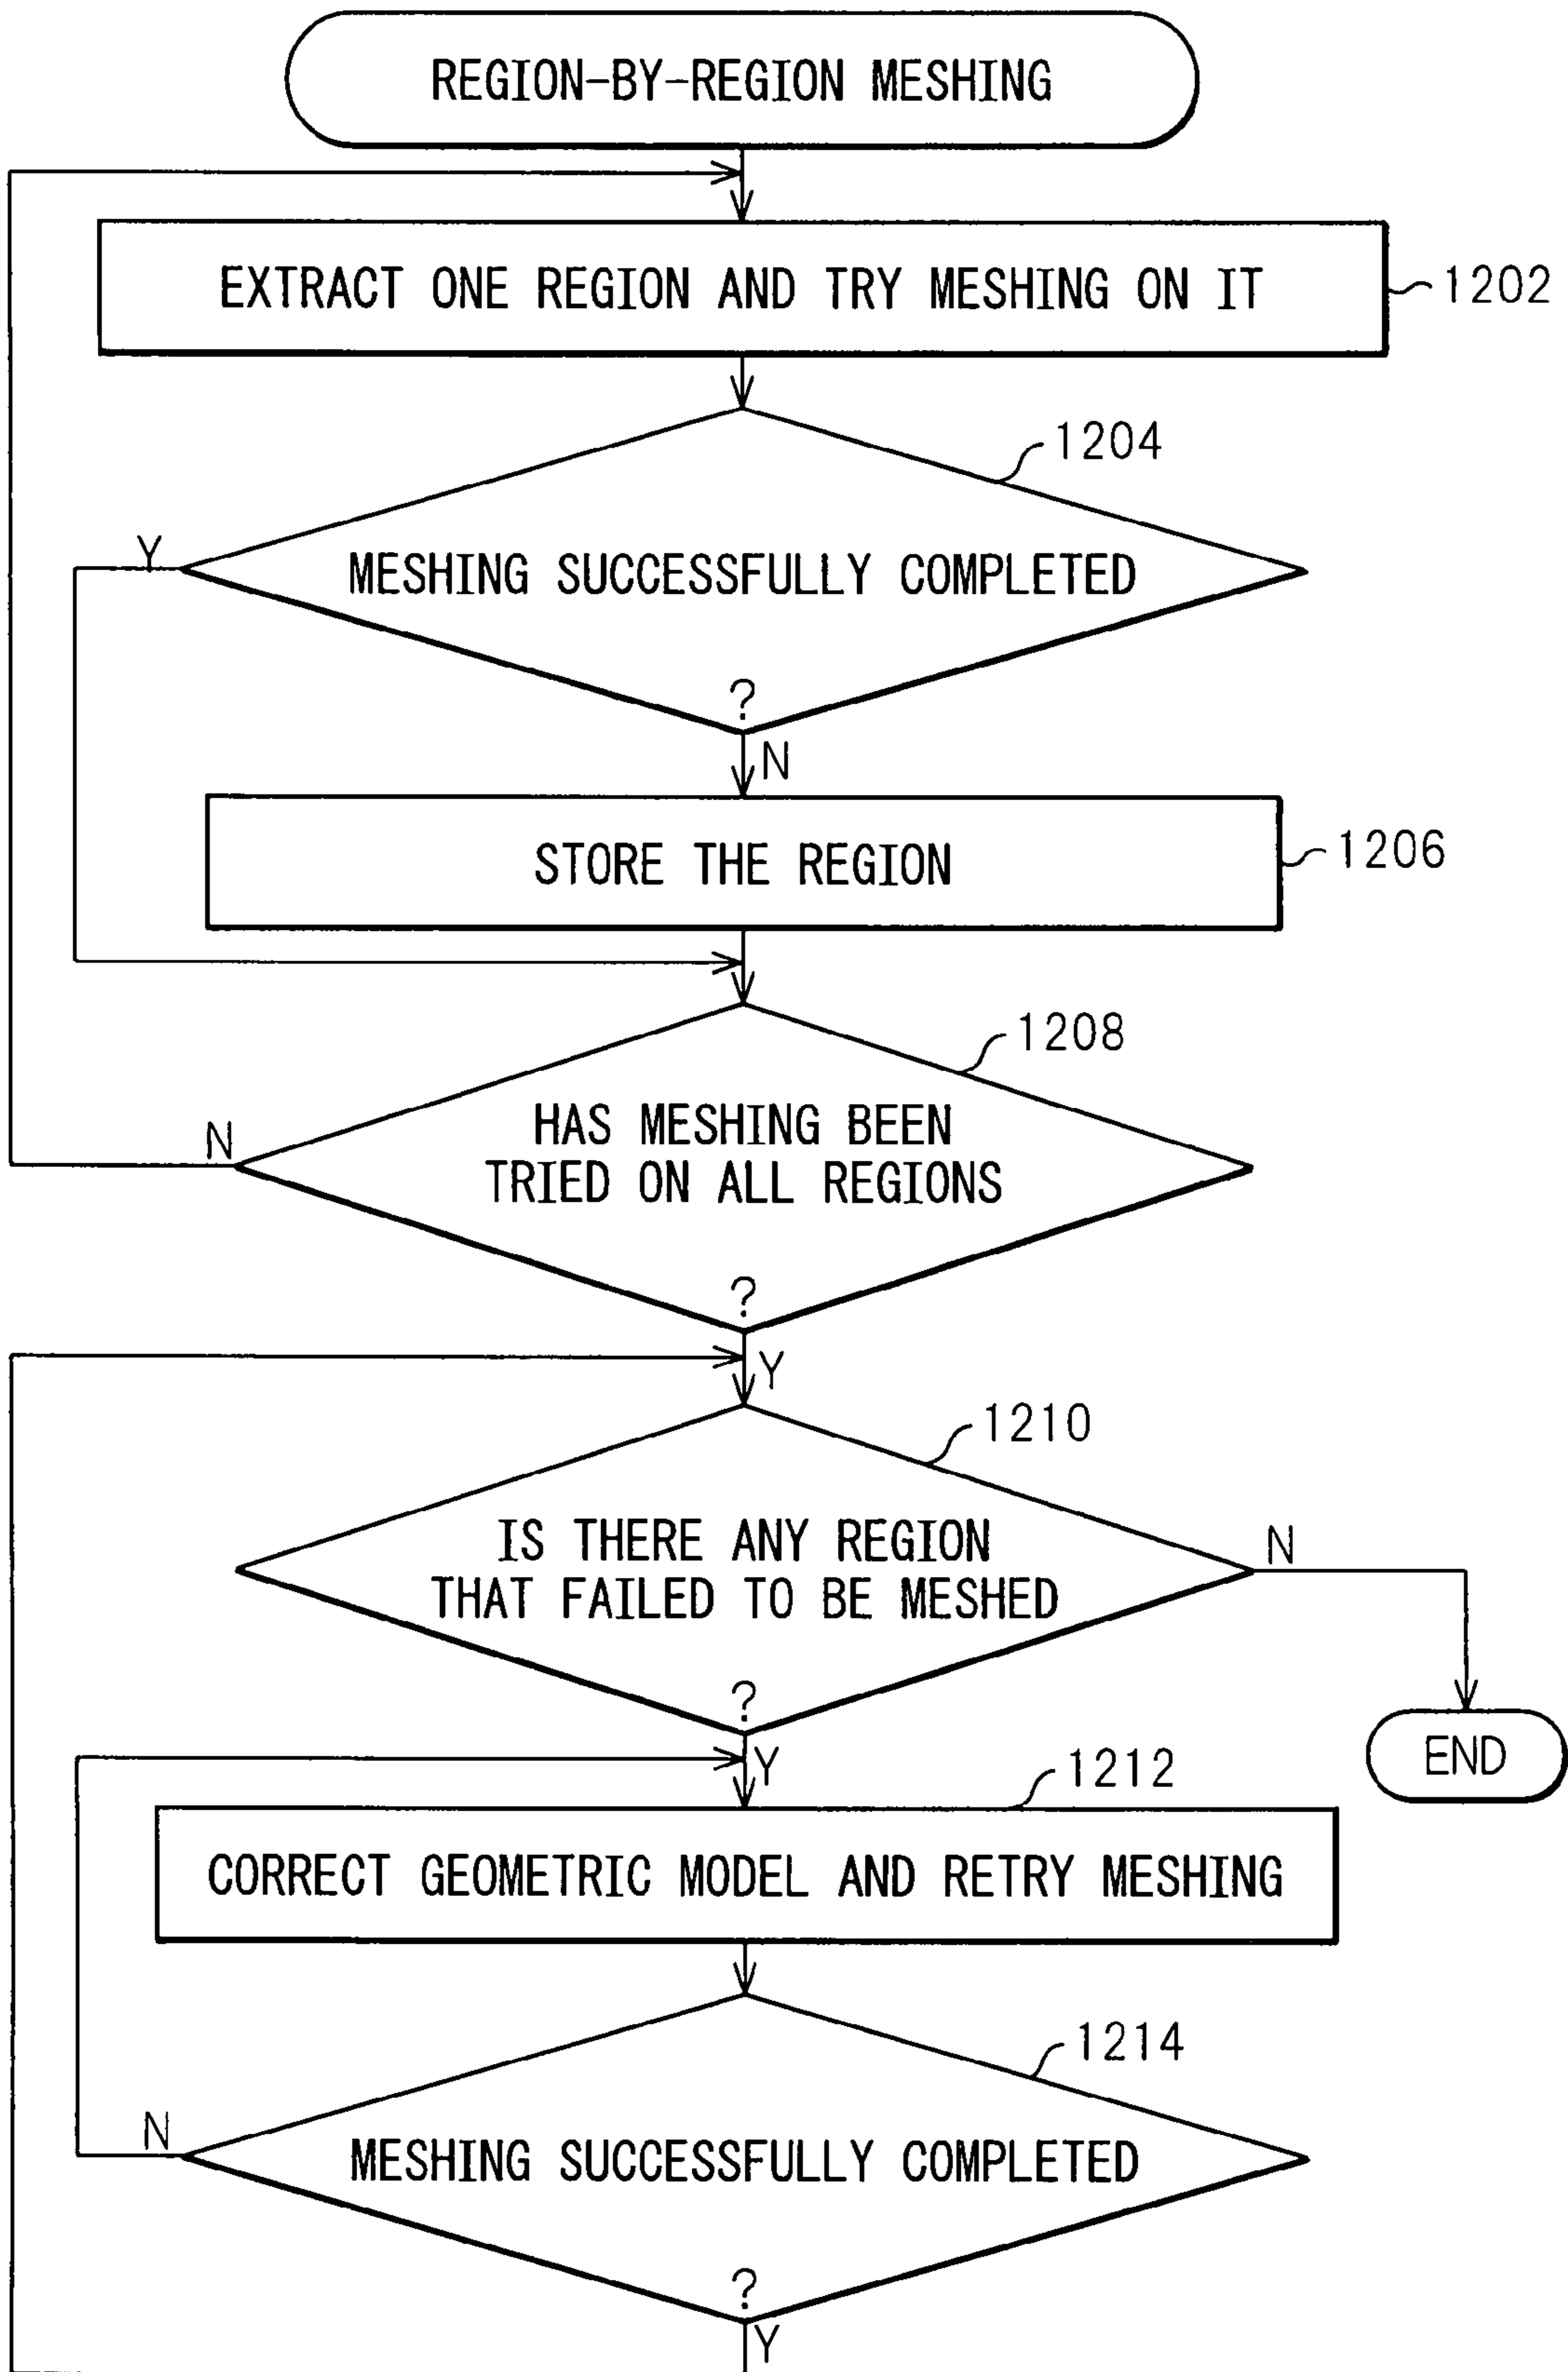 REGION-BY-REGION MESHING
EXTRACT ONE REGION AND TRY MESHING ON IT
1202
1204
Y
MESHING SUCCESSFULLY COMPLETED
?
N
STORE THE REGION
1206
1208
HAS MESHING BEEN
N
TRIED ON ALL REGIONS
?
Y
1210
IS THERE ANY REGION
N
THAT FAILED TO BE MESHED
?
END
Y
1212
CORRECT GEOMETRIC MODEL AND RETRY MESHING
1214
N
MESHING SUCCESSFULLY COMPLETED
?
Y